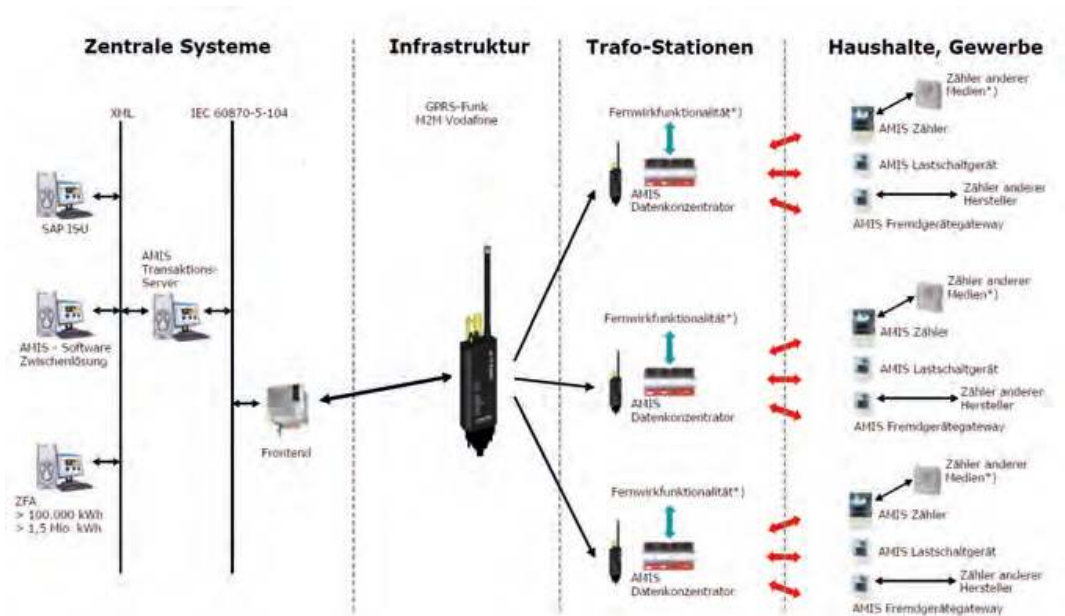 Zentrale Systeme
Infrastruktur
Trafo-Stationen
Haushalte, Gewerbe
XML
IEC 60870-5-104
SAP ISU
AMIS
Transaktions-
Server
AMIS - Software
Zwischenlösung
ZFA
> 100.000 kWh
> 1,5 Mio kWh
Frontend
GPRS-Funk
M2M Vodafone
Fernwirkfunktionalität*)
AMIS
Datenkonzentrator
Fernwirkfunktionalität*)
AMIS
Datenkonzentrator
Fernwirkfunktionalität*)
AMIS
Datenkonzentrator
Zähler anderer
Medien*)
AMIS Zähler
AMIS Lastschaltgerät
Zähler anderer
Hersteller
AMIS Fremdgerätegateway
Zähler anderer
Medien*)
AMIS Zähler
AMIS Lastschaltgerät
Zähler anderer
Hersteller
AMIS Fremdgerätegateway
Zähler anderer
Medien*)
AMIS Zähler
AMIS Lastschaltgerät
Zähler anderer
Hersteller
AMIS Fremdgerätegateway